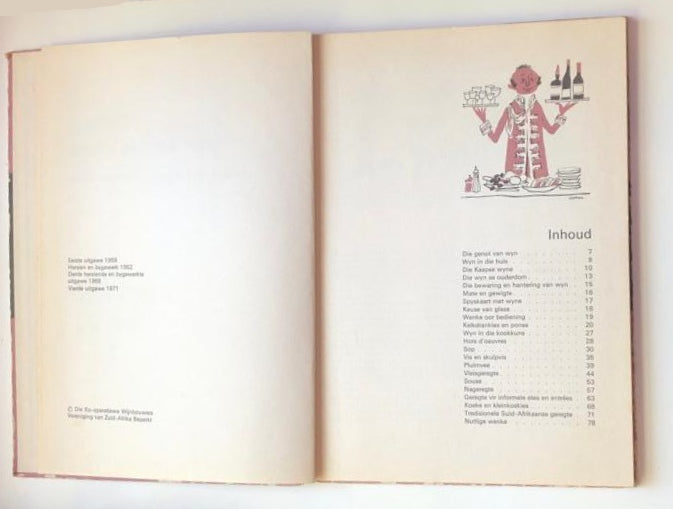 Eerste uitgawe 1959
Hersien en bygewerk 1962
Derde hersiende en bygewerkte
uitgawe 1968
Vierde uitgawe 1971
© Die Ko-operatiewe Wijnbouwers
Vereniging van Zuid-Afrika Beperkt
Inhoud
Die genot van wyn 7
Wyn in die huis 8
Die Kaapse wyne 10
Die wyn se ouderdom 13
Die bewaring en hantering van wyn 15
Mate en gewigte 16
Spyskaart met wyne 17
Keuse van glase 18
Wenke oor bediening 19
Kelkdrankies en ponse 20
Wyn in die kookkuns 27
Hors d'oeuvres 28
Sop 30
Vis en skulpvis 35
Pluimvee 39
Vleisgeregte 44
Souse 53
Nageregte 57
Geregte vir informele etes en entrées 63
Koeke en kleinkoekies 68
Tradisionele Suid-Afrikaanse geregte 71
Nuttige wenke 78